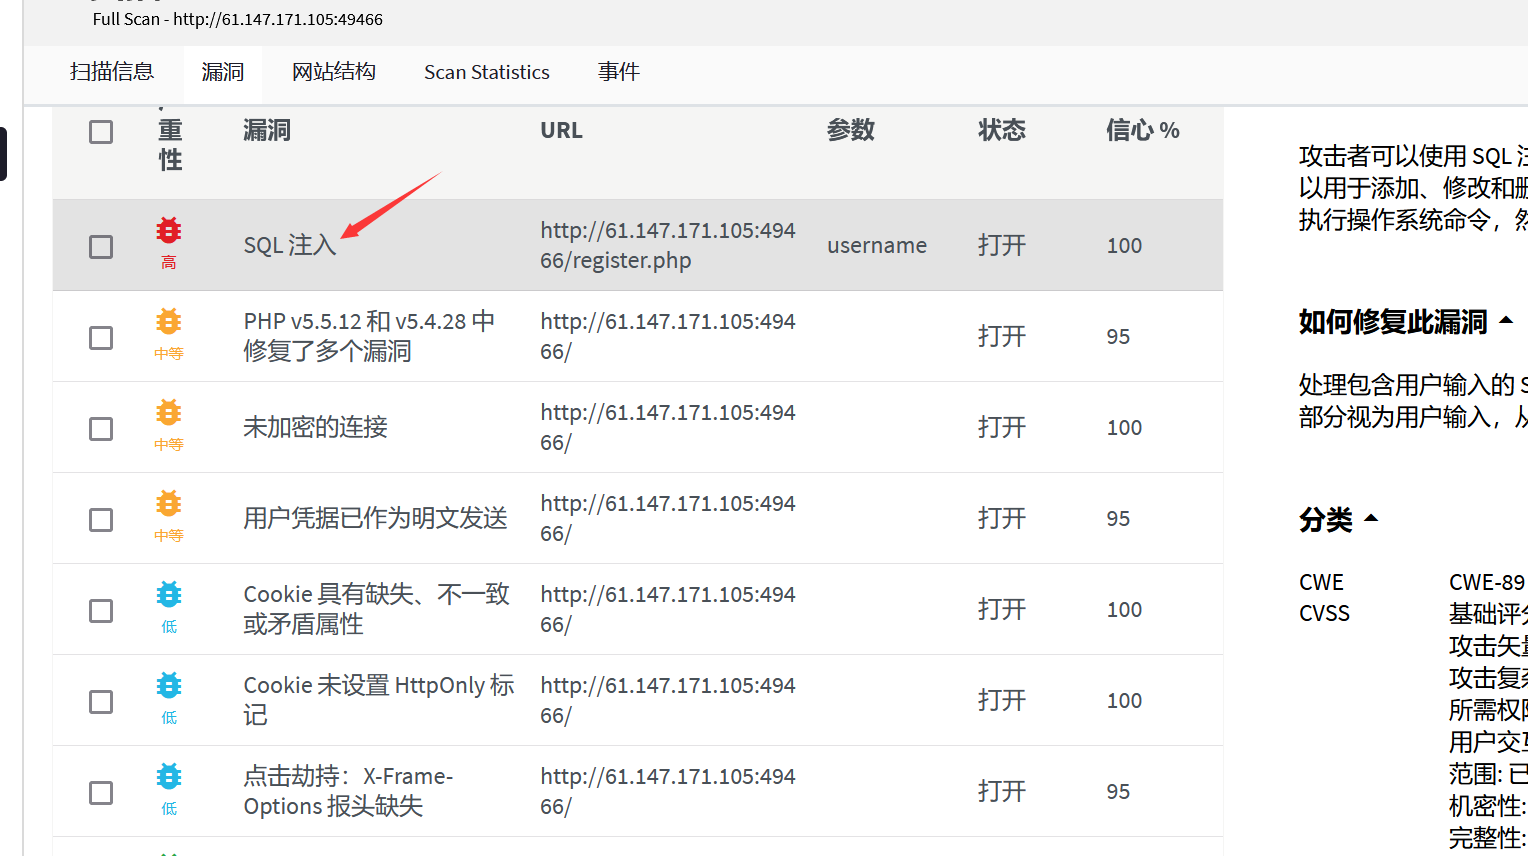 Full Scan - http://61.147.171.105:49466
扫描信息 漏洞 网站结构 Scan Statistics 事件
重性 漏洞 URL 参数 状态 信心 %
高 SQL 注入 http://61.147.171.105:49466/register.php username 打开 100
中等 PHP v5.5.12 和 v5.4.28 中修复了多个漏洞 http://61.147.171.105:49466/ 打开 95
中等 未加密的连接 http://61.147.171.105:49466/ 打开 100
中等 用户凭据已作为明文发送 http://61.147.171.105:49466/ 打开 95
低 Cookie 具有缺失、不一致或矛盾属性 http://61.147.171.105:49466/ 打开 100
低 Cookie 未设置 HttpOnly 标记 http://61.147.171.105:49466/ 打开 100
低 点击劫持：X-Frame-Options 报头缺失 http://61.147.171.105:49466/ 打开 95
攻击者可以使用 SQL
以用于添加、修改和
执行操作系统命令，
如何修复此漏洞
处理包含用户输入的
部分视为用户输入，
分类
CWE CWE-89
CVSS 基础评分
攻击矢量
攻击复杂
所需权限
用户交互
范围: 已
机密性:
完整性: